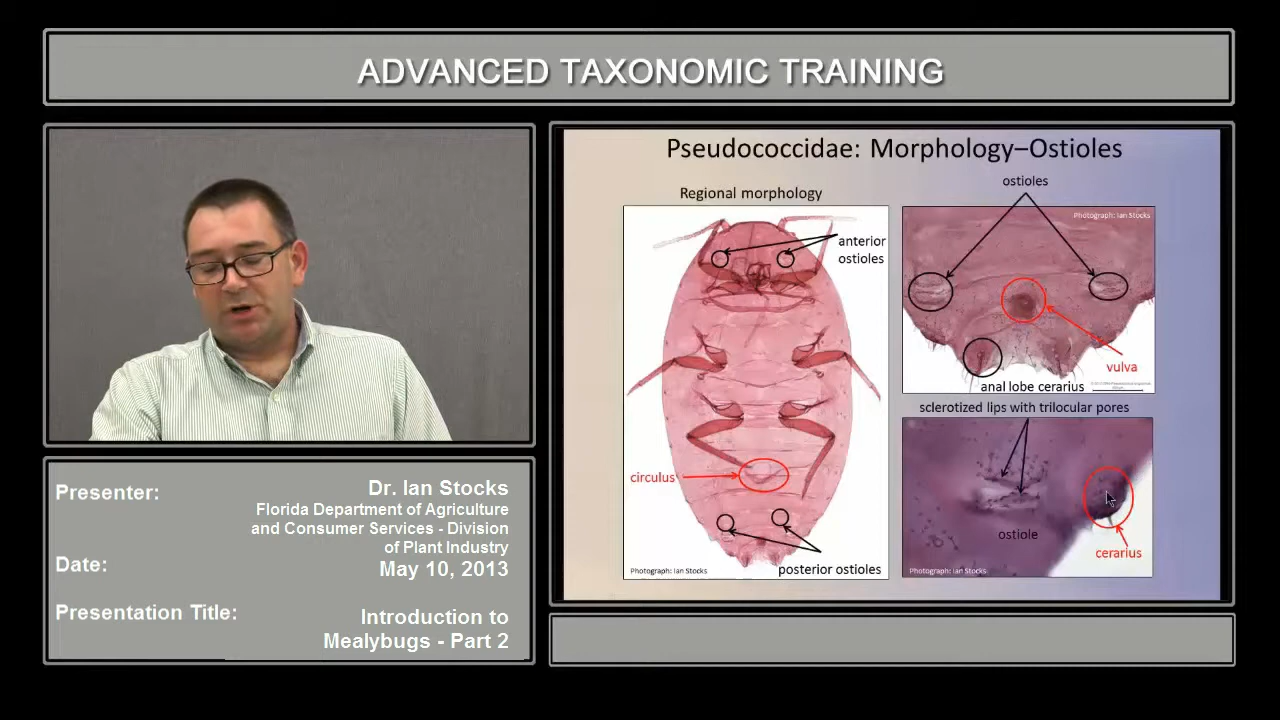 ADVANCED TAXONOMIC TRAINING
Presenter:
Dr. Ian Stocks
Florida Department of Agriculture
and Consumer Services - Division
of Plant Industry
Date:
May 10, 2013
Presentation Title:
Introduction to
Mealybugs - Part 2
Pseudococcidae: Morphology–Ostioles
Regional morphology
anterior
ostioles
circulus
posterior ostioles
Photograph: Ian Stocks
ostioles
Photograph: Ian Stocks
vulva
anal lobe cerarius
sclerotized lips with trilocular pores
ostiole
cerarius
Photograph: Ian Stocks